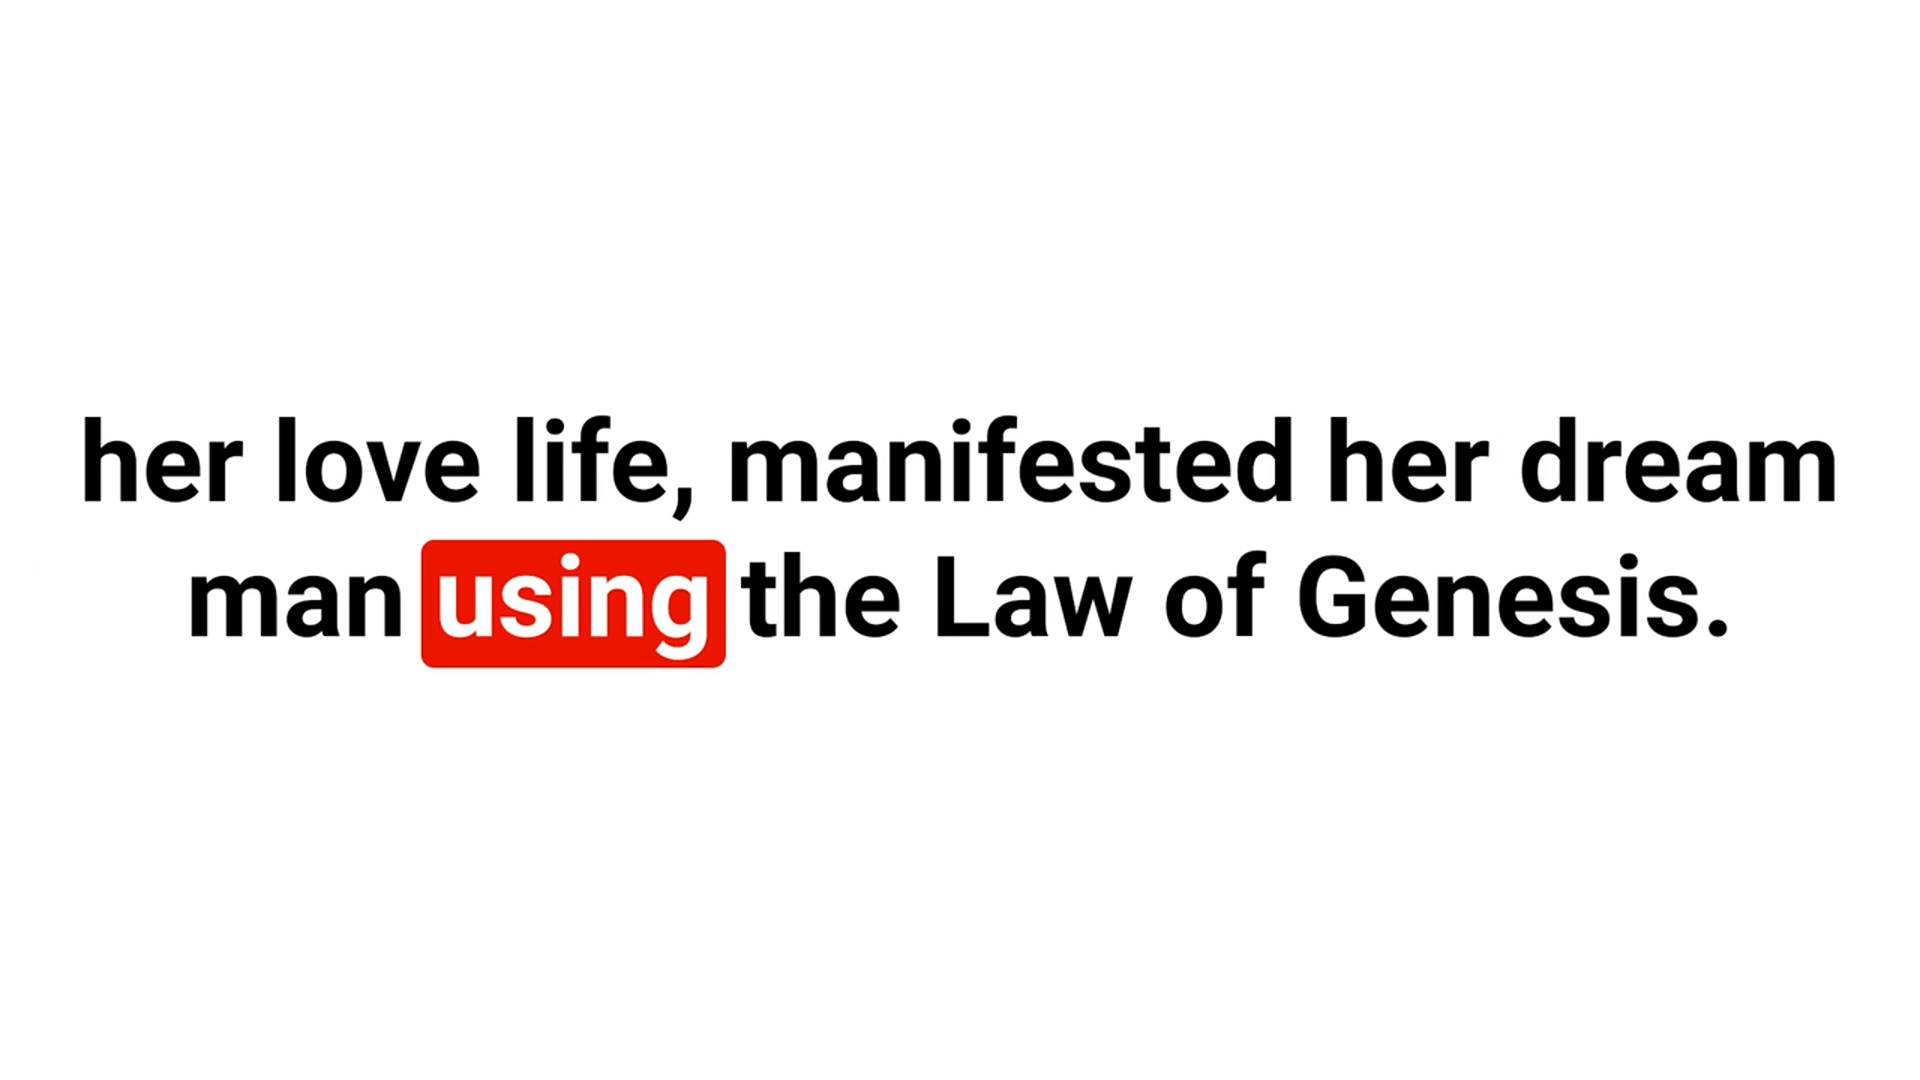 her love life, manifested her dream
man using the Law of Genesis.